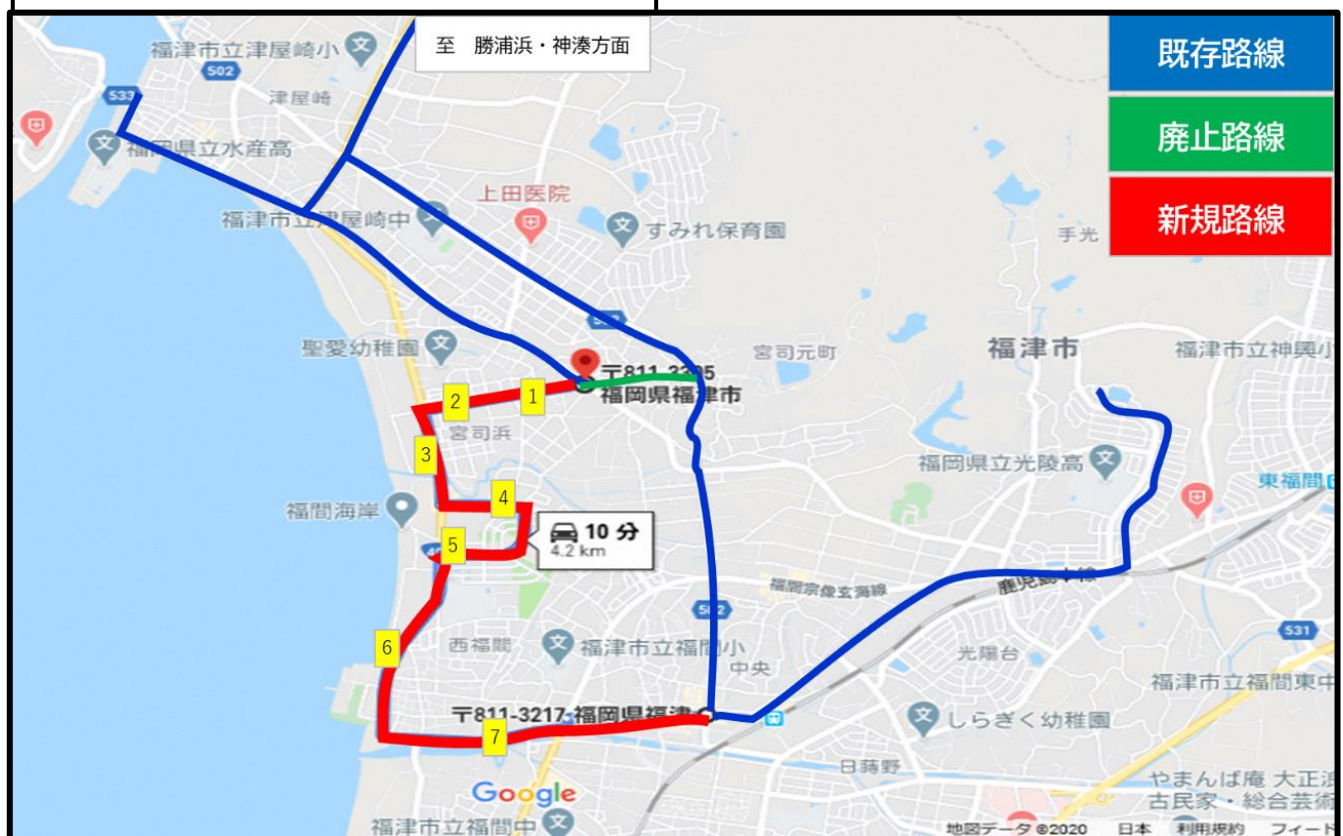 至　勝浦浜・神湊方面
既存路線
廃止路線
新規路線
福津市立津屋崎小
502
津屋崎
533
福岡県立水産高
上田医院
福津市立津屋崎中
すみれ保育園
手光
聖愛幼稚園
宮司元町
福津市
福津市立神興小
〒811-3305
福岡県福津市
1
2
宮司浜
3
福岡県立光陵高
東福間
4
福間海岸
10 分
4.2 km
5
福間宗像玄海線
鹿児島本線
502
531
6
西福間
福津市立福間小
中央
光陽台
福津市立福間東中
〒811-3217 福岡県福津
しらぎく幼稚園
7
日蒔野
Google
やまんば庵 大正浪
古民家・総合芸術
福津市立福間中
地図データ ©2020
日本
利用規約
フィード